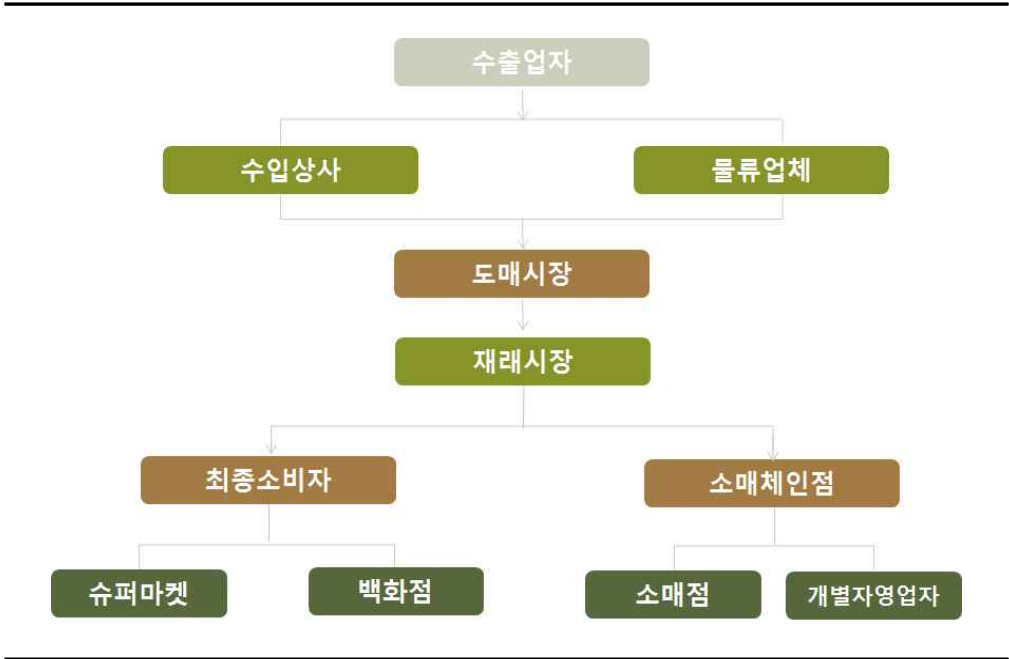 수출업자
수입상사
물류업체
도매시장
재래시장
최종소비자
소매체인점
슈퍼마켓
백화점
소매점
개별자영업자